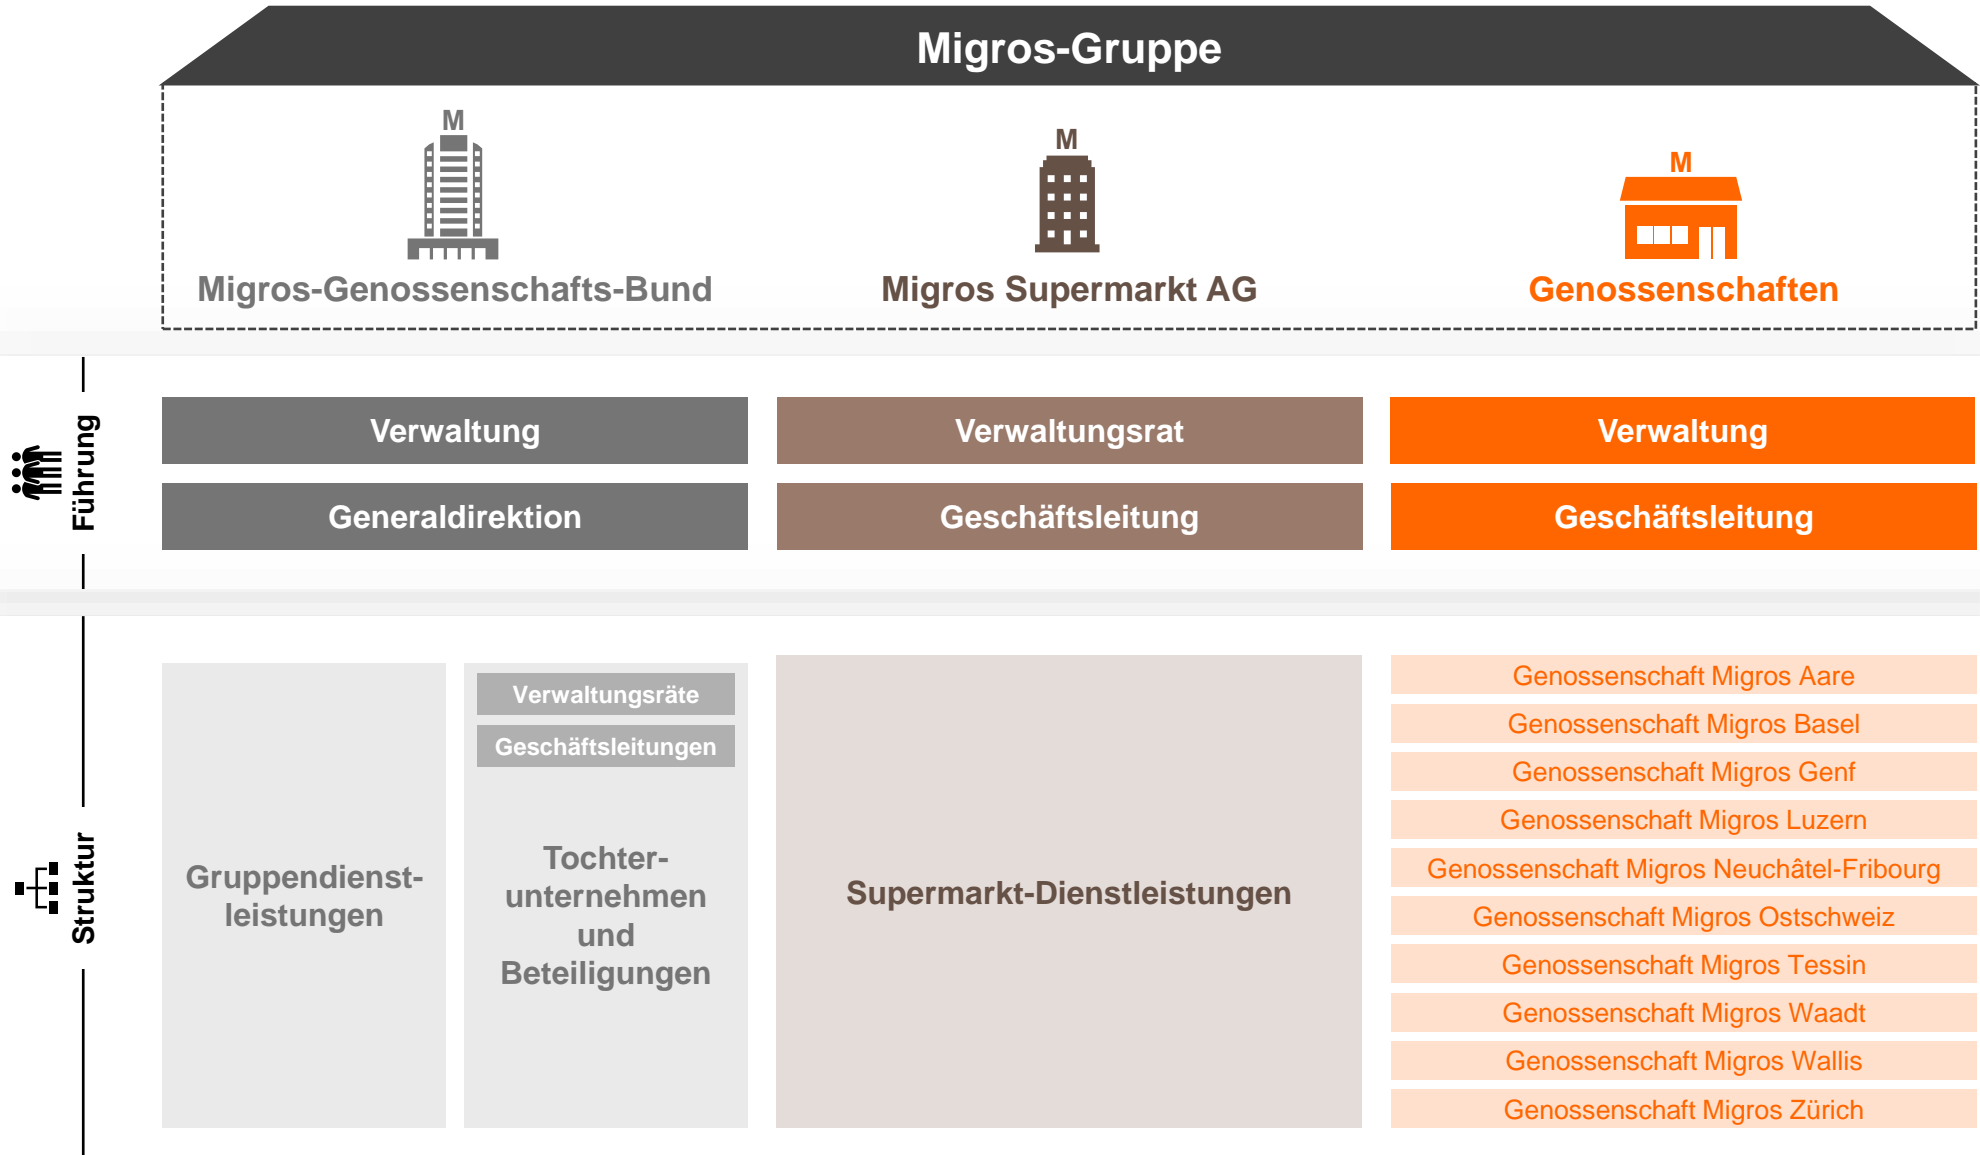 Migros-Gruppe
M
Migros-Genossenschafts-Bund
M
Migros Supermarkt AG
M
Genossenschaften
Führung
Verwaltung
Verwaltungsrat
Verwaltung
Generaldirektion
Geschäftsleitung
Geschäftsleitung
Struktur
Gruppendienst-
leistungen
Verwaltungsräte
Geschäftsleitungen
Tochter-
unternehmen
und
Beteiligungen
Supermarkt-Dienstleistungen
Genossenschaft Migros Aare
Genossenschaft Migros Basel
Genossenschaft Migros Genf
Genossenschaft Migros Luzern
Genossenschaft Migros Neuchâtel-Fribourg
Genossenschaft Migros Ostschweiz
Genossenschaft Migros Tessin
Genossenschaft Migros Waadt
Genossenschaft Migros Wallis
Genossenschaft Migros Zürich